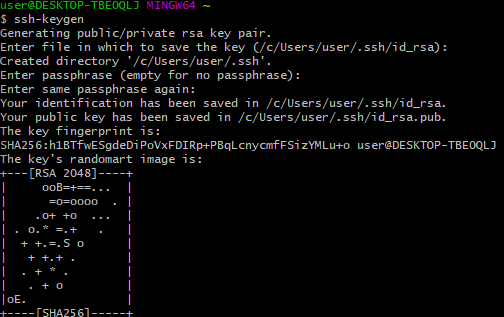 user@DESKTOP-TBEOQLJ MINGW64 ~
$ ssh-keygen
Generating public/private rsa key pair.
Enter file in which to save the key (/c/Users/user/.ssh/id_rsa):
Created directory '/c/Users/user/.ssh'.
Enter passphrase (empty for no passphrase):
Enter same passphrase again:
Your identification has been saved in /c/Users/user/.ssh/id_rsa.
Your public key has been saved in /c/Users/user/.ssh/id_rsa.pub.
The key fingerprint is:
SHA256:h1BTfwESgdeDiPoVxFDIRp+PBqLcnycmfFSizYMLu+o user@DESKTOP-TBEOQLJ
The key's randomart image is:
+---[RSA 2048]----+
|     ooB=+==...  |
|      =o=oooo  . |
|    .o+ +o  ...  |
| . o.* =.+   .   |
|  + +.=.S o      |
|   + +.+ .       |
|  . + * .        |
|   . + o         |
|oE.              |
+----[SHA256]-----+